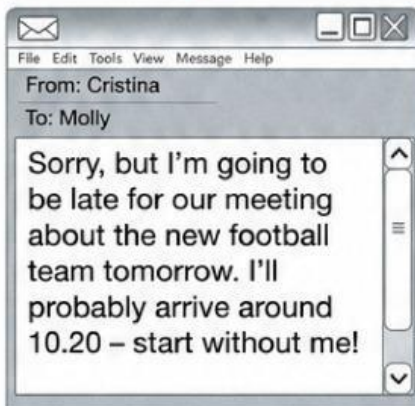 File Edit Tools View Message Help
From: Cristina
To: Molly
Sorry, but I'm going to
be late for our meeting
about the new football
team tomorrow. I'll
probably arrive around
10.20 – start without me!